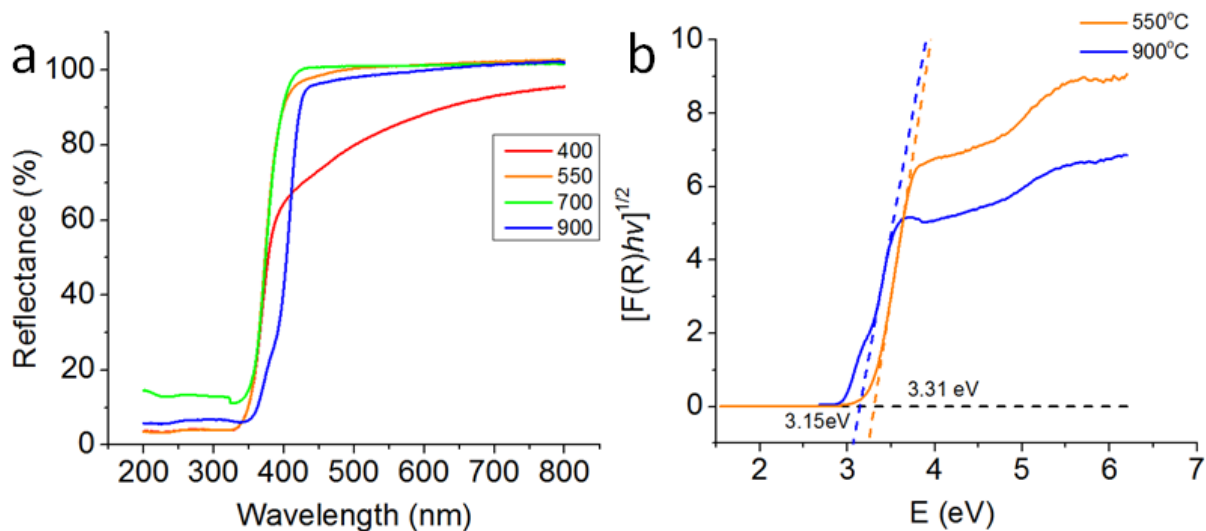 a
Reflectance (%)
100
80
60
40
20
0
400
550
700
900
200 300 400 500 600 700 800
Wavelength (nm)
b
550°C
900°C
[F(R)hν]1/2
10
8
6
4
2
0
3.31 eV
3.15eV
2 3 4 5 6 7
E (eV)